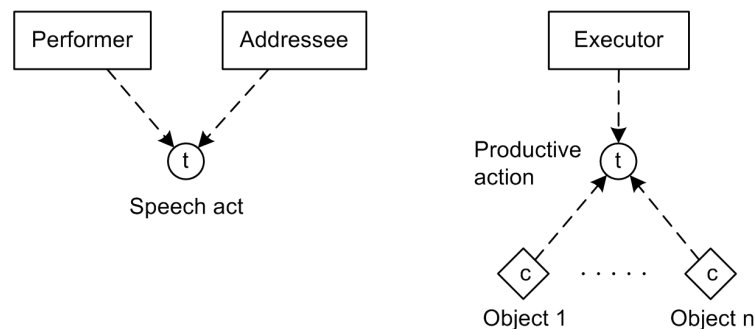 Performer
Addressee
t
Speech act
Executor
Productive
action
t
c
. . . . .
c
Object 1
Object n